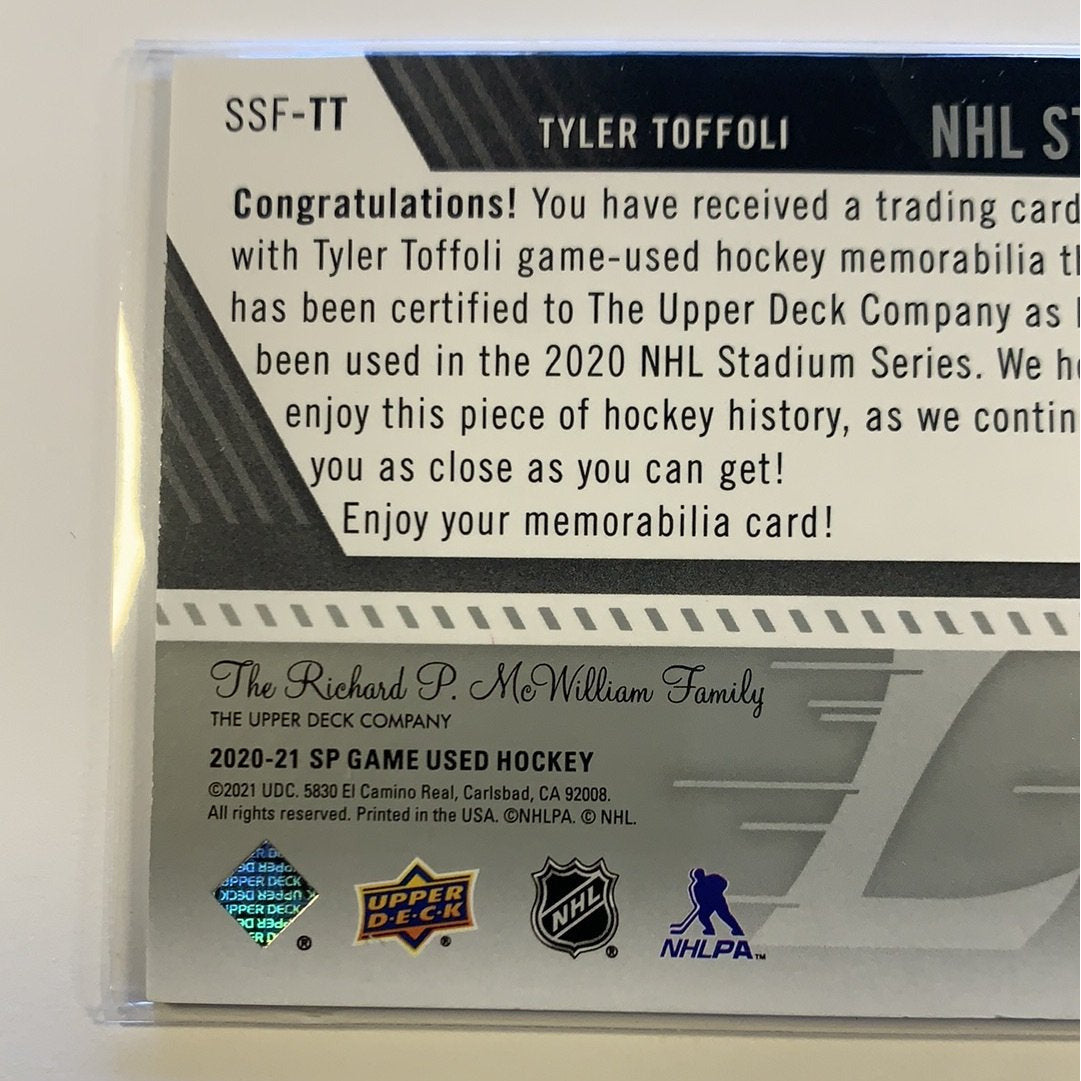 SSF-TT
TYLER TOFFOLI
NHL
Congratulations! You have received a trading card
with Tyler Toffoli game-used hockey memorabilia
has been certified to The Upper Deck Company as
been used in the 2020 NHL Stadium Series. We
enjoy this piece of hockey history, as we
you as close as you can get!
Enjoy your memorabilia card!
The Richard P. McWilliam Family
THE UPPER DECK COMPANY
2020-21 SP GAME USED HOCKEY
©2021 UDC. 5830 El Camino Real, Carlsbad, CA 92008.
All rights reserved. Printed in the USA. ©NHLPA. © NHL.
UPPER DECK
®
UPPER
D·E·C·K
®
NHL
®
NHLPA™